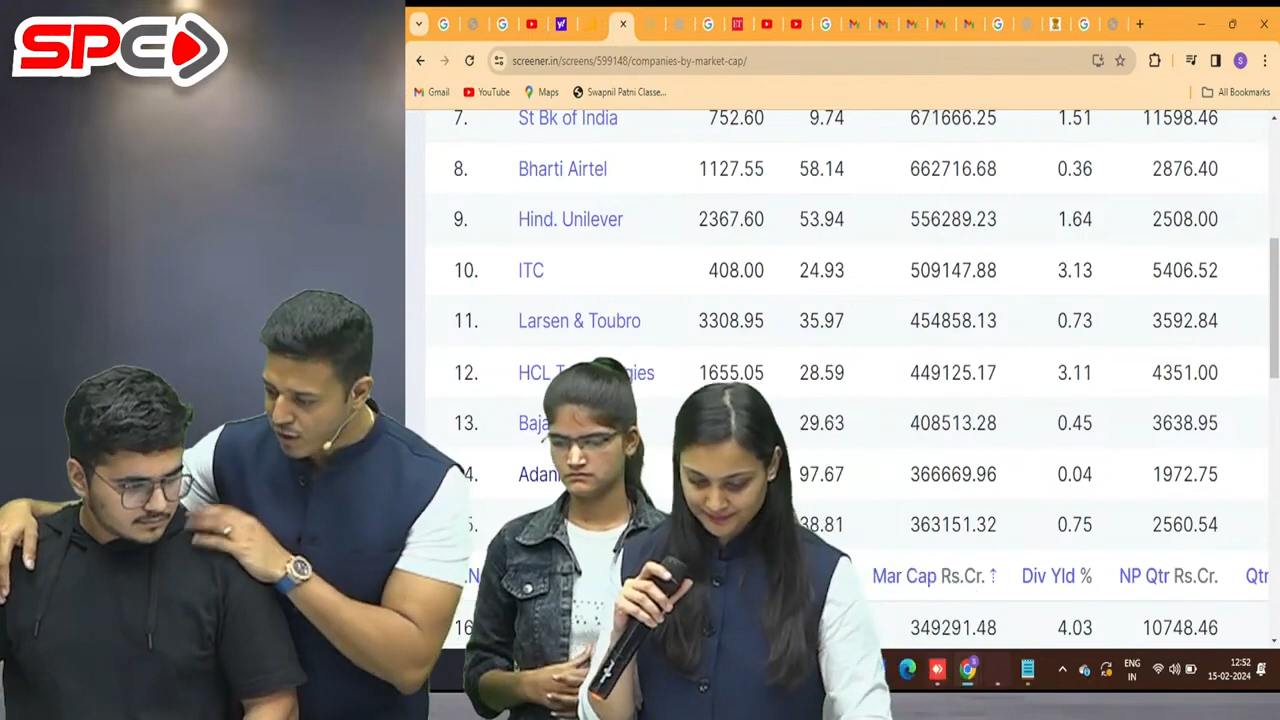 SPC
screener.in/screens/599148/companies-by-market-cap/
Gmail YouTube Maps Swapnil Patni Classe... All Bookmarks
7. St Bk of India 752.60 9.74 671666.25 1.51 11598.46
8. Bharti Airtel 1127.55 58.14 662716.68 0.36 2876.40
9. Hind. Unilever 2367.60 53.94 556289.23 1.64 2508.00
10. ITC 408.00 24.93 509147.88 3.13 5406.52
11. Larsen & Toubro 3308.95 35.97 454858.13 0.73 3592.84
12. HCL T gies 1655.05 28.59 449125.17 3.11 4351.00
13. Baja 29.63 408513.28 0.45 3638.95
4. Adani 97.67 366669.96 0.04 1972.75
5. 38.81 363151.32 0.75 2560.54
.N Mar Cap Rs.Cr. ↑ Div Yld % NP Qtr Rs.Cr. Qtr
16 349291.48 4.03 10748.46
ENG
IN
12:52
15-02-2024